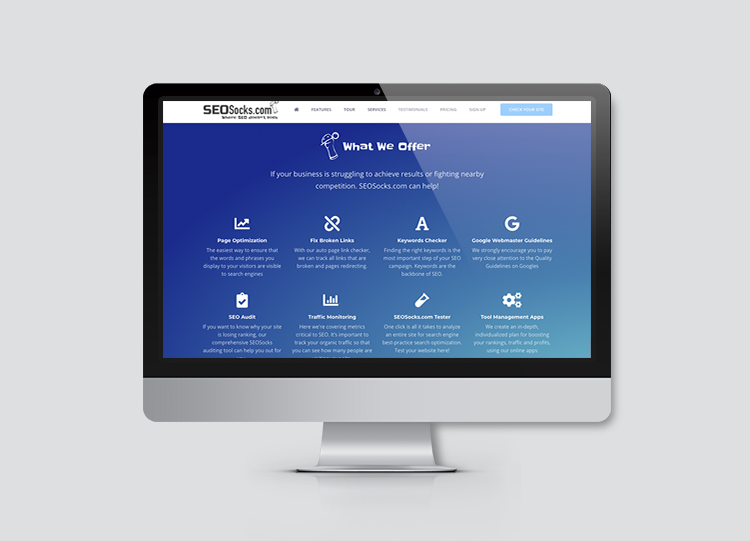 SEOSocks.com
Where SEO doesn't suck
FEATURES TOUR SERVICES TESTIMONIALS PRICING SIGN UP CHECK YOUR SITE
What We Offer
If your business is struggling to achieve results or fighting nearby
competition. SEOSocks.com can help!
Page Optimization
The easiest way to ensure that
the words and phrases you
display to your visitors are visible
to search engines
Fix Broken Links
With our auto page link checker,
we can track all links that are
broken and pages redirecting.
Keywords Checker
Finding the right keywords is the
most important step of your SEO
campaign. Keywords are the
backbone of SEO.
Google Webmaster Guidelines
We strongly encourage you to pay
very close attention to the Quality
Guidelines on Googles
SEO Audit
If you want to know why your site
is losing ranking, our
comprehensive SEOSocks
auditing tool can help you out for
Traffic Monitoring
Here we're covering metrics
critical to SEO. It's important to
track your organic traffic so that
you can see how many people are
SEOSocks.com Tester
One click is all it takes to analyze
an entire site for search engine
best-practice search optimization.
Test your website here!
Tool Management Apps
We create an in-depth,
individualized plan for boosting
your rankings, traffic and profits,
using our online apps